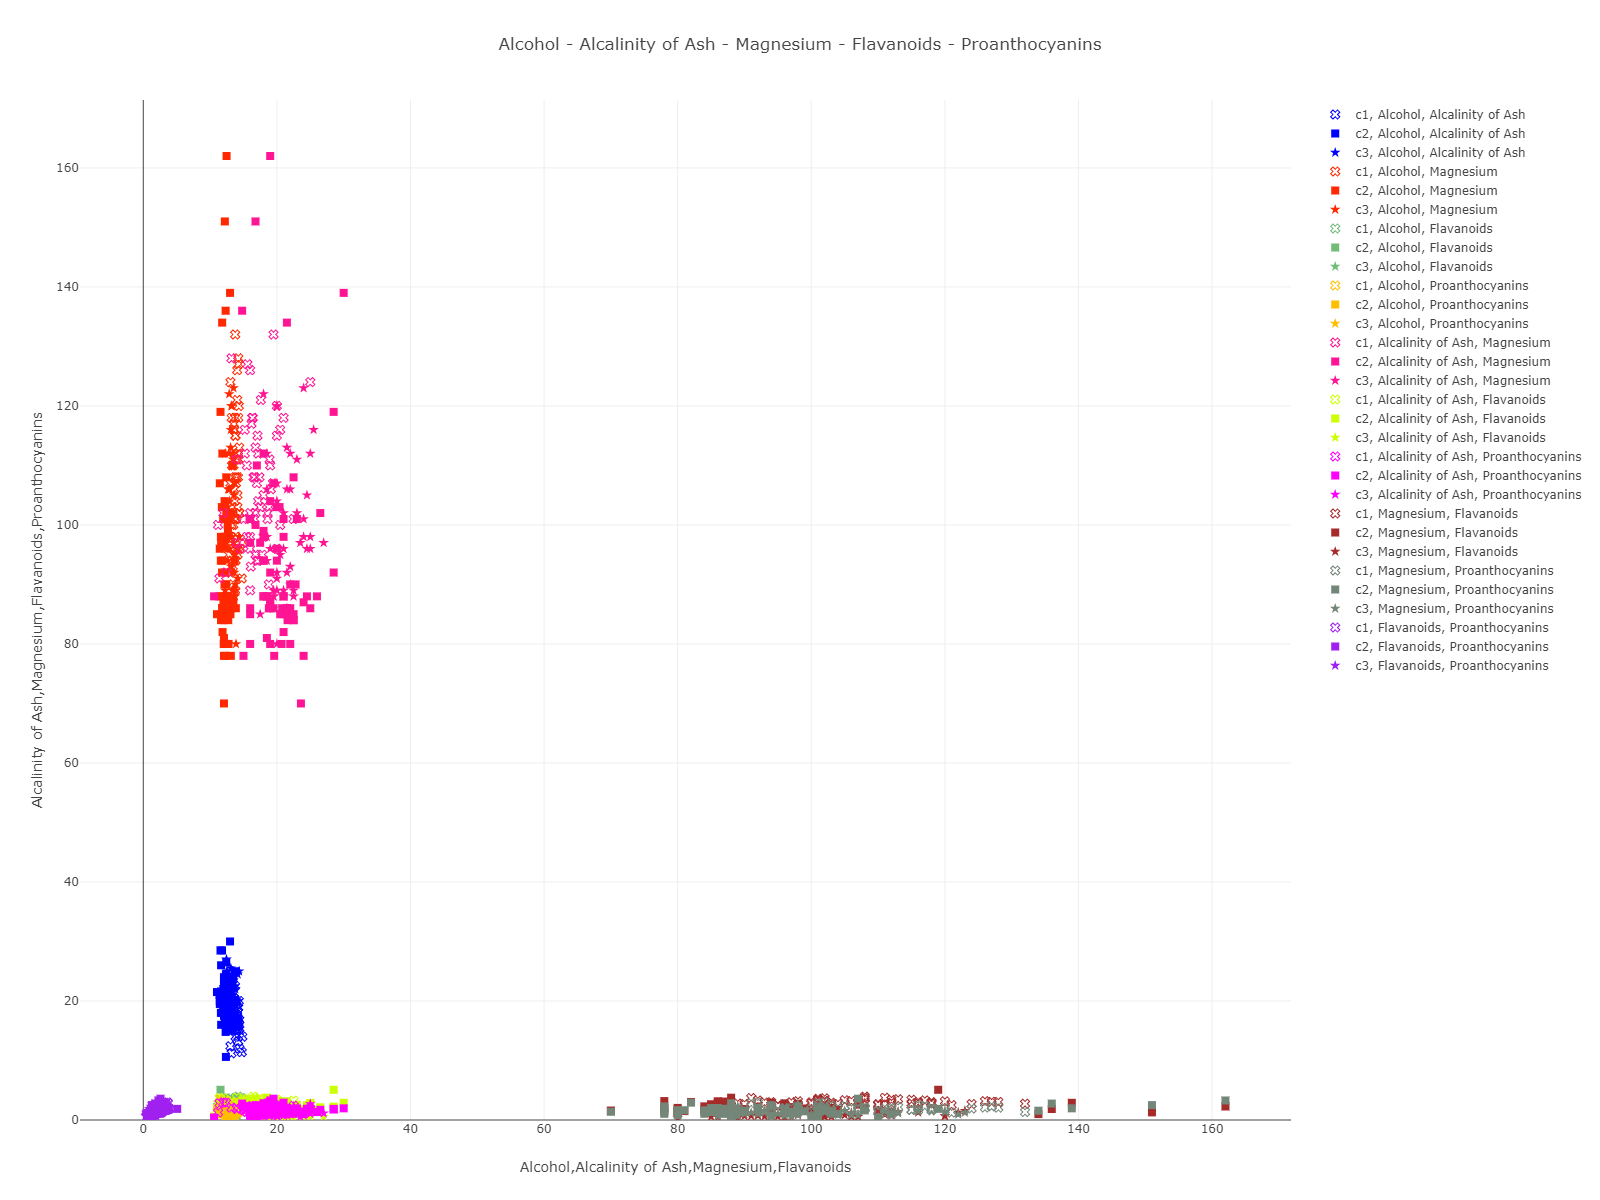 Alcohol - Alcalinity of Ash - Magnesium - Flavanoids - Proanthocyanins
Alcalinity of Ash,Magnesium,Flavanoids,Proanthocyanins
160
140
120
100
80
60
40
20
0
0 20 40 60 80 100 120 140 160
Alcohol,Alcalinity of Ash,Magnesium,Flavanoids
c1, Alcohol, Alcalinity of Ash
c2, Alcohol, Alcalinity of Ash
c3, Alcohol, Alcalinity of Ash
c1, Alcohol, Magnesium
c2, Alcohol, Magnesium
c3, Alcohol, Magnesium
c1, Alcohol, Flavanoids
c2, Alcohol, Flavanoids
c3, Alcohol, Flavanoids
c1, Alcohol, Proanthocyanins
c2, Alcohol, Proanthocyanins
c3, Alcohol, Proanthocyanins
c1, Alcalinity of Ash, Magnesium
c2, Alcalinity of Ash, Magnesium
c3, Alcalinity of Ash, Magnesium
c1, Alcalinity of Ash, Flavanoids
c2, Alcalinity of Ash, Flavanoids
c3, Alcalinity of Ash, Flavanoids
c1, Alcalinity of Ash, Proanthocyanins
c2, Alcalinity of Ash, Proanthocyanins
c3, Alcalinity of Ash, Proanthocyanins
c1, Magnesium, Flavanoids
c2, Magnesium, Flavanoids
c3, Magnesium, Flavanoids
c1, Magnesium, Proanthocyanins
c2, Magnesium, Proanthocyanins
c3, Magnesium, Proanthocyanins
c1, Flavanoids, Proanthocyanins
c2, Flavanoids, Proanthocyanins
c3, Flavanoids, Proanthocyanins